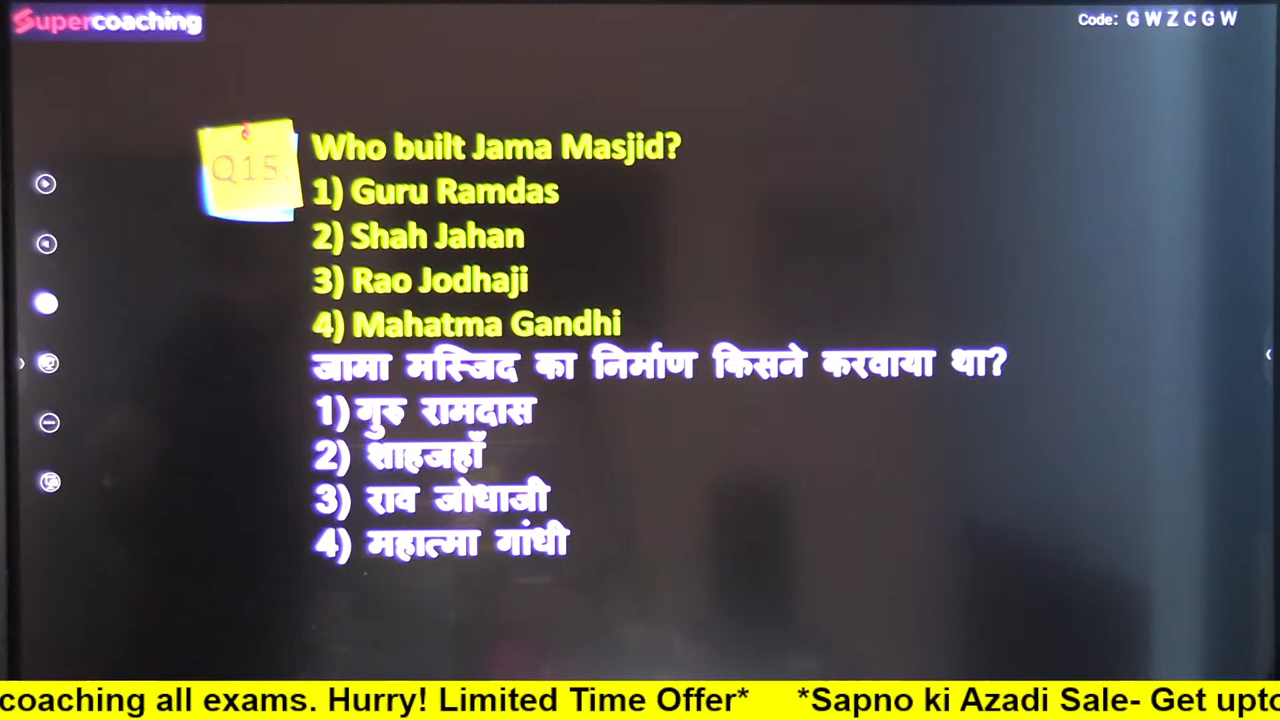 Supercoaching
Code: G W Z C G W
Q15.
Who built Jama Masjid?
1) Guru Ramdas
2) Shah Jahan
3) Rao Jodhaji
4) Mahatma Gandhi
जामा मस्जिद का निर्माण किसने करवाया था?
1) गुरु रामदास
2) शाहजहाँ
3) राव जोधाजी
4) महात्मा गांधी
coaching all exams. Hurry! Limited Time Offer* *Sapno ki Azadi Sale- Get upto